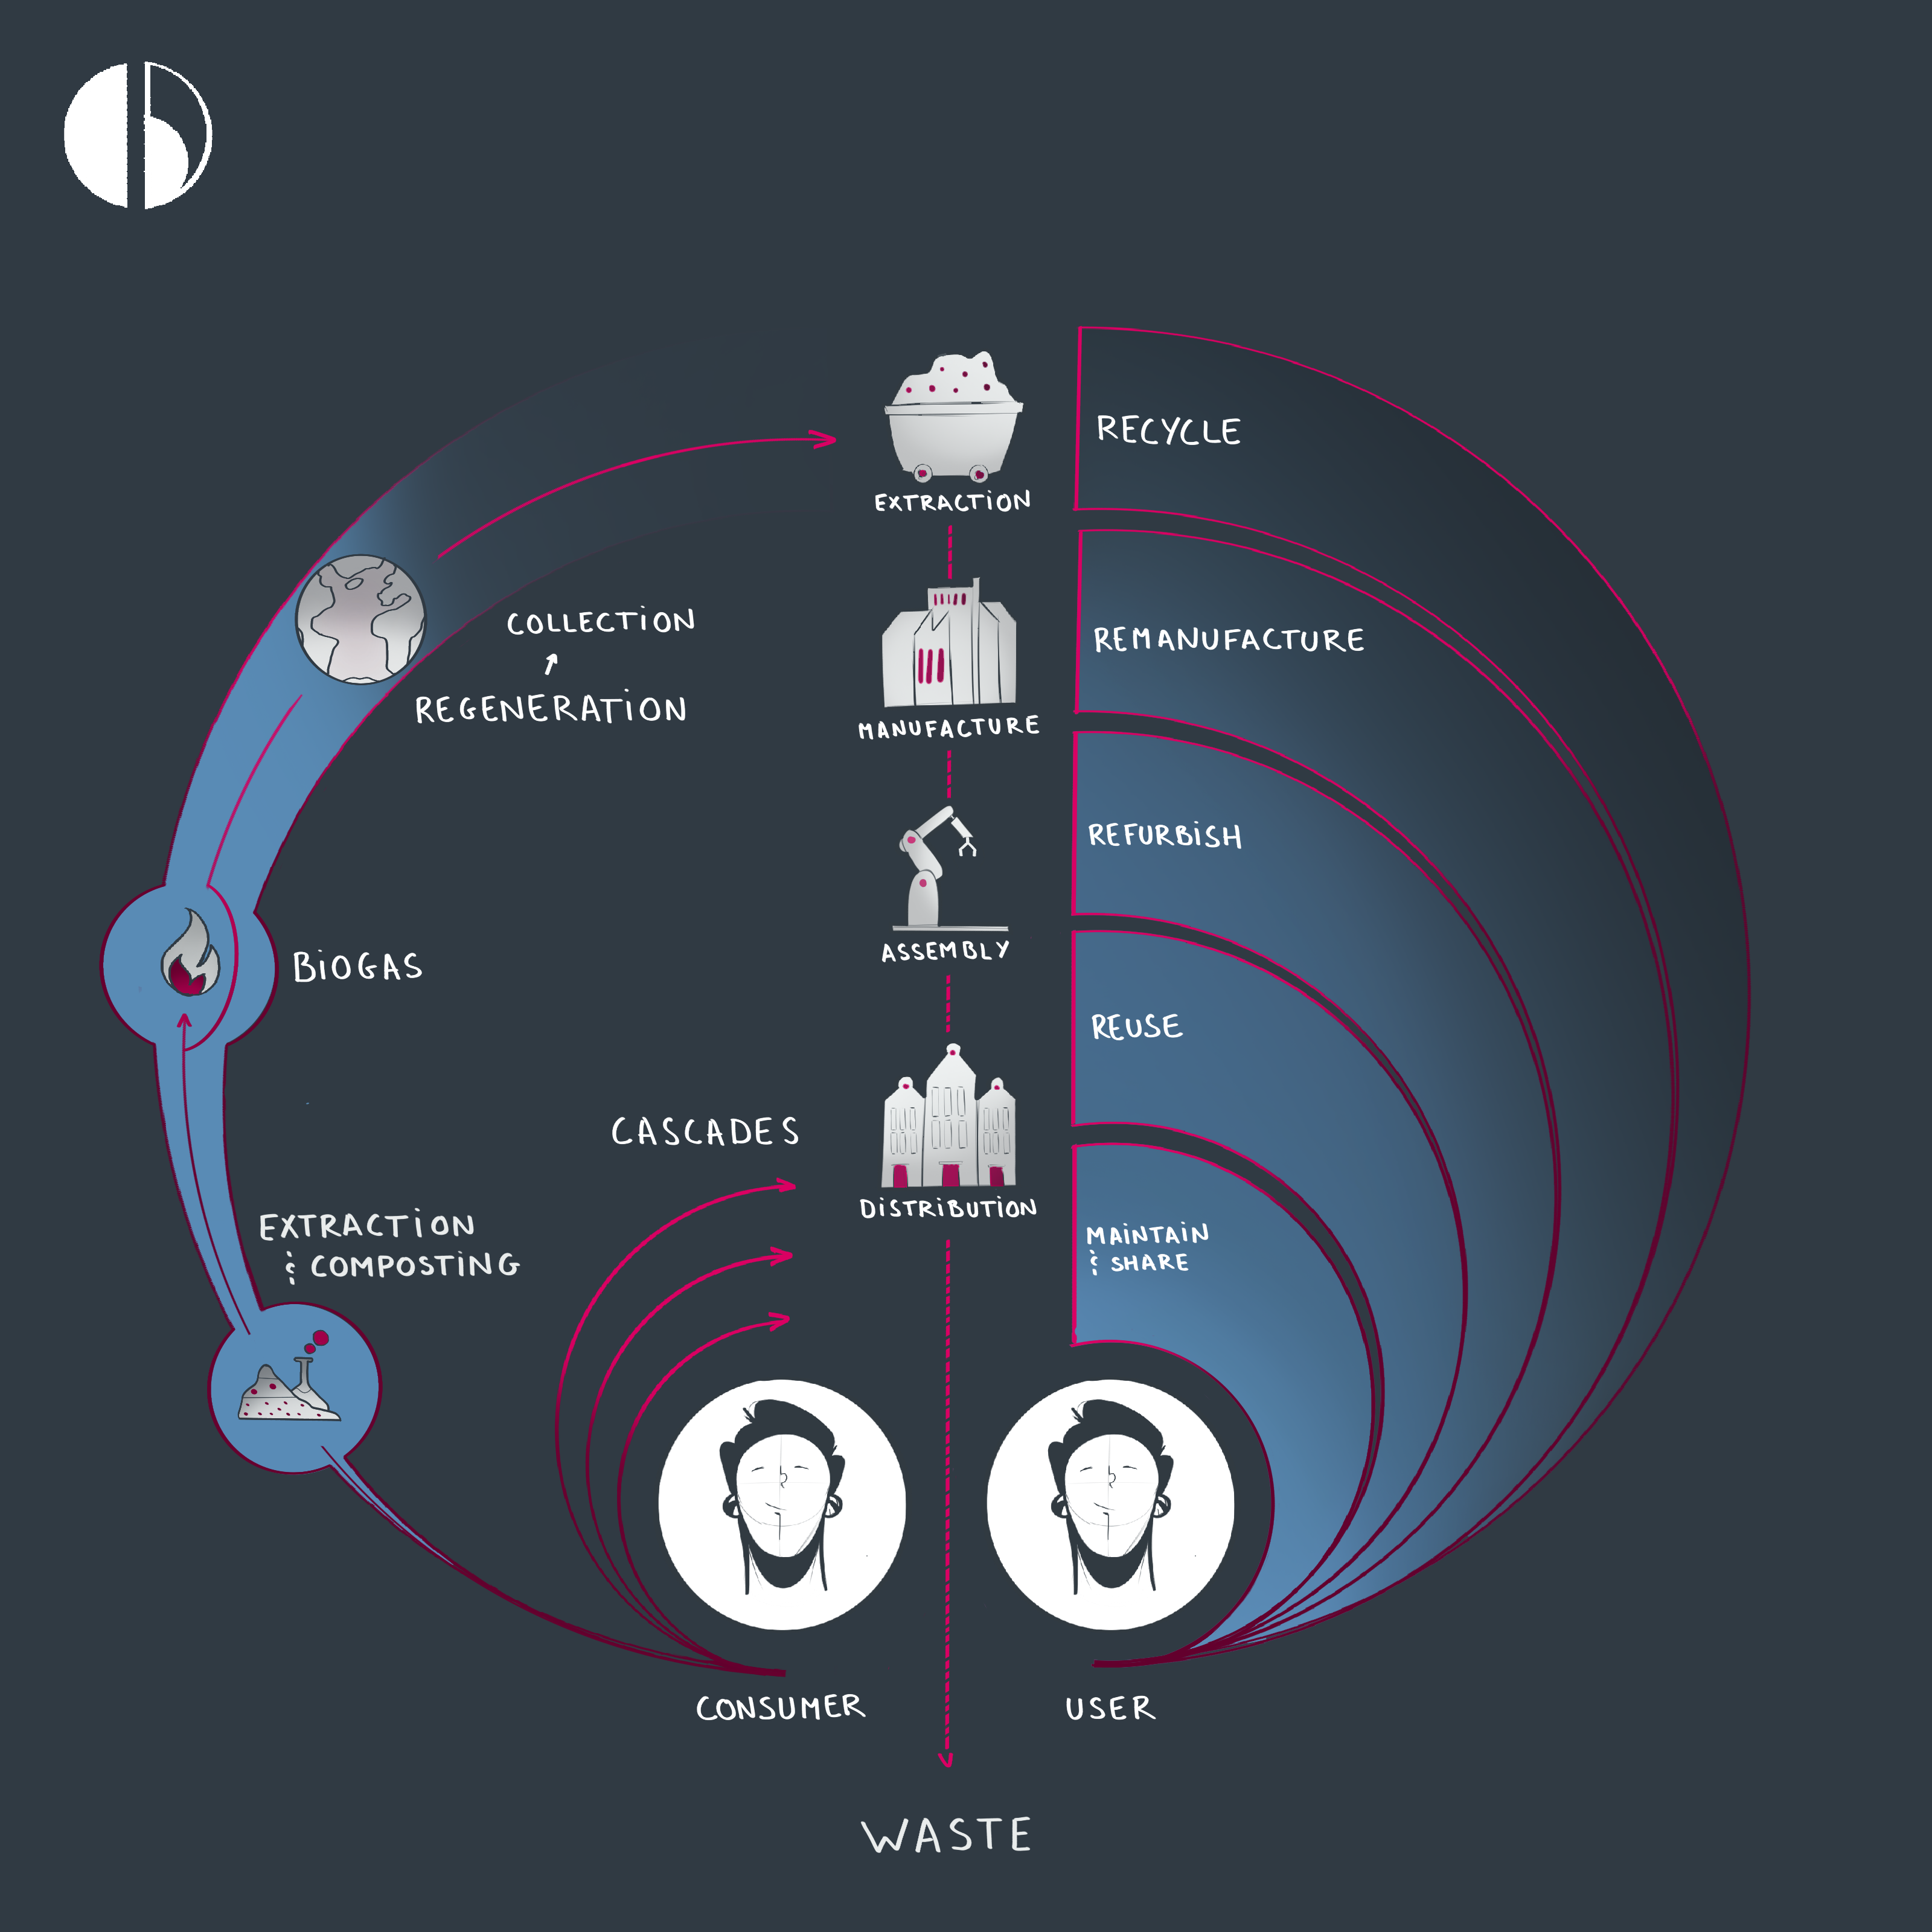 EXTRACTION
RECYCLE
COLLECTION
REGENERATION
MANUFACTURE
REMANUFACTURE
ASSEMBLY
REFURBISH
BIOGAS
REUSE
CASCADES
DISTRIBUTION
EXTRACTION
& COMPOSTING
MAINTAIN
& SHARE
CONSUMER
USER
WASTE